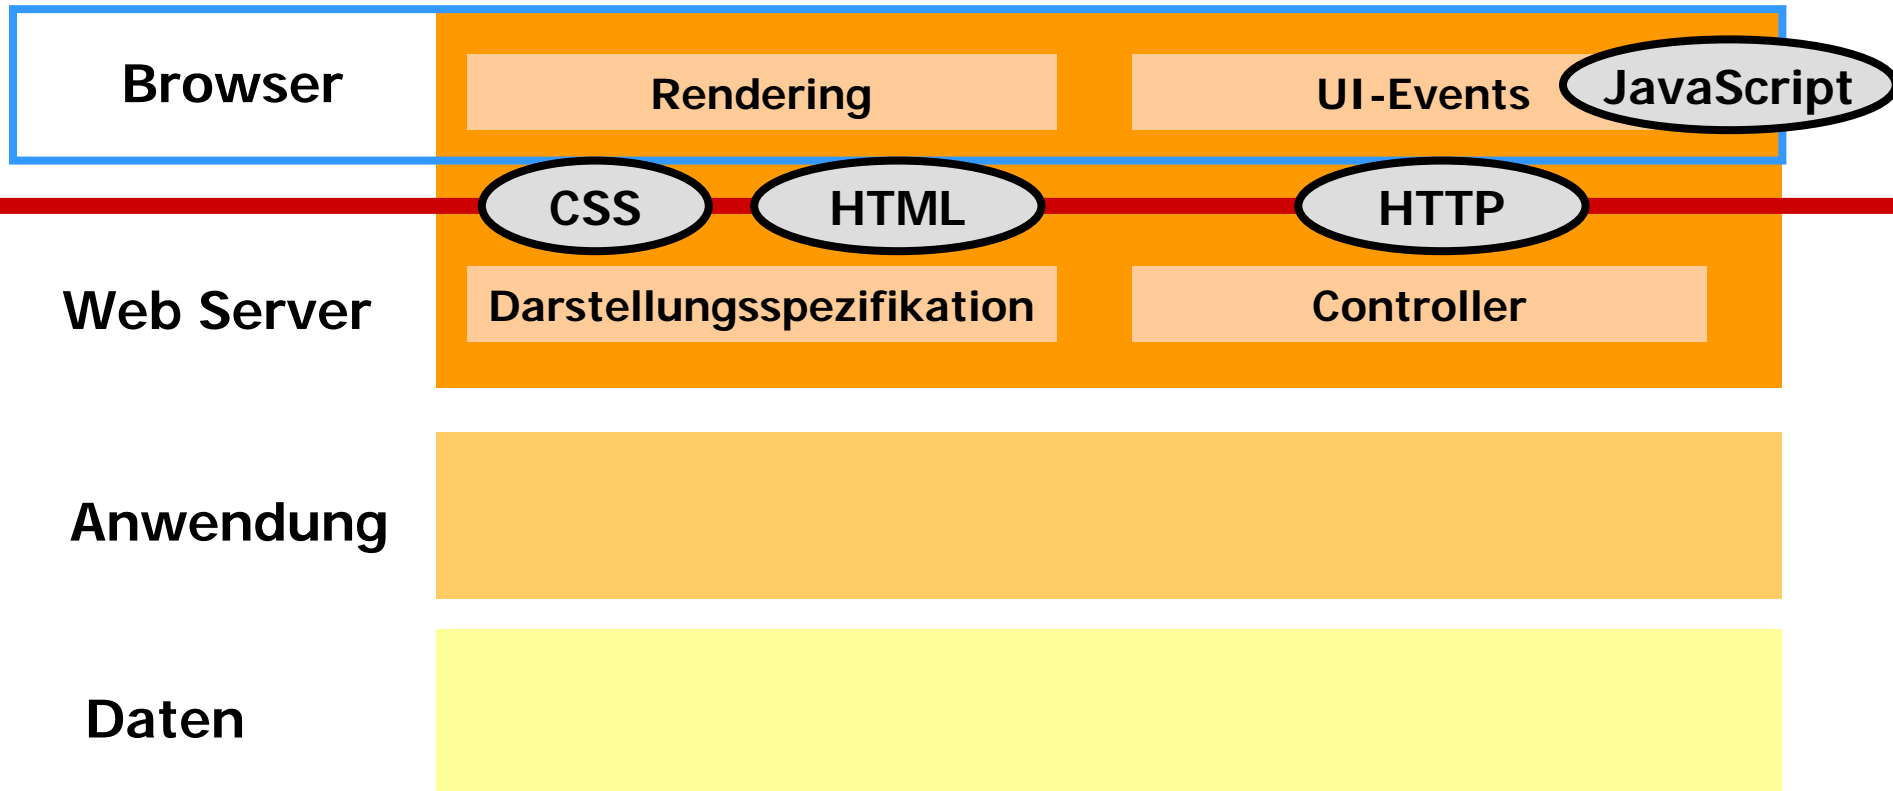 Browser
Rendering
UI-Events
JavaScript
CSS
HTML
HTTP
Web Server
Darstellungsspezifikation
Controller
Anwendung
Daten